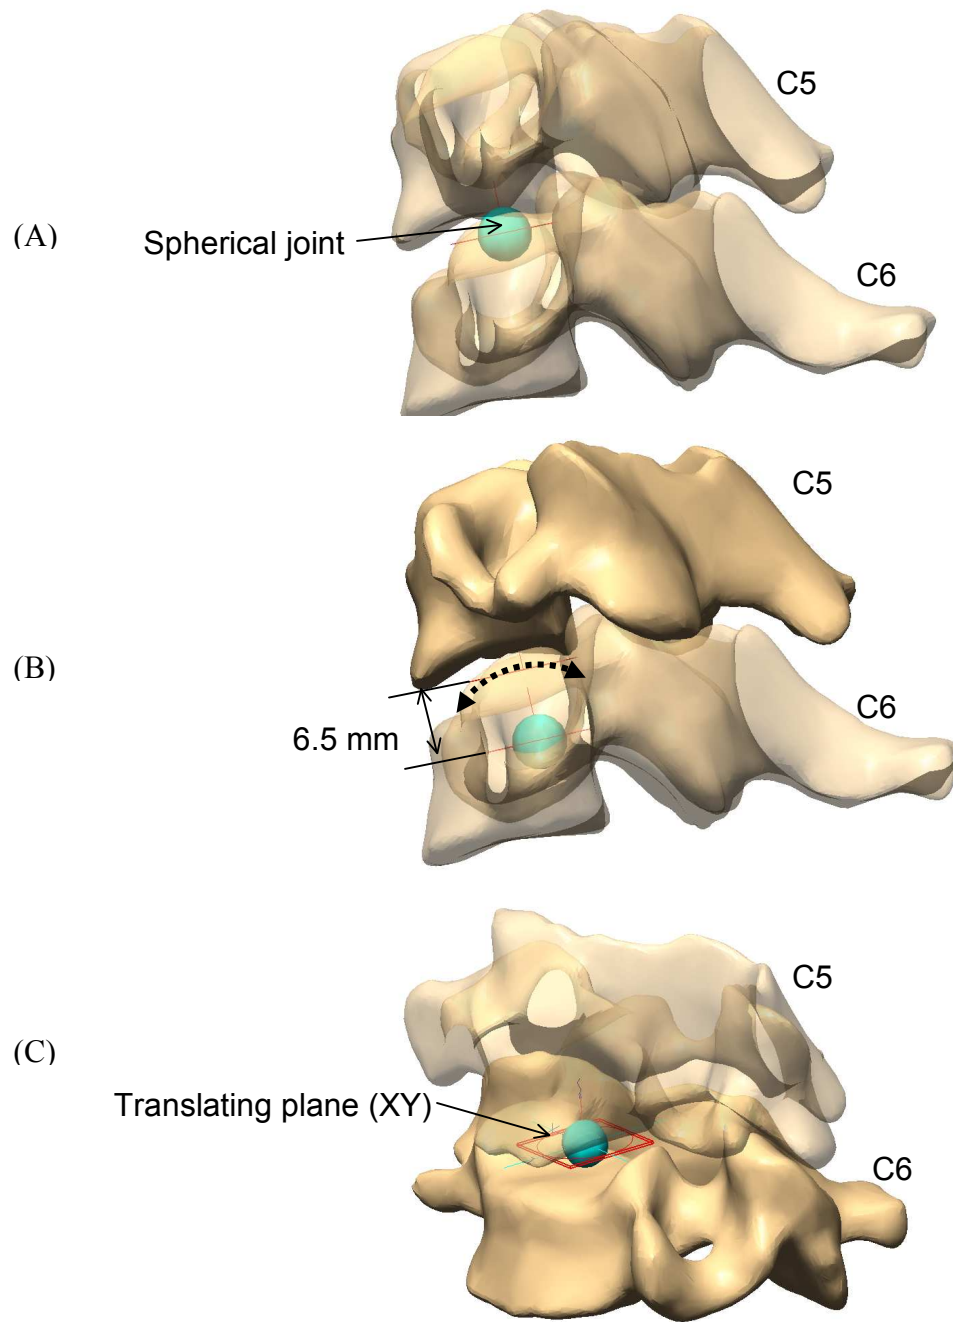 C5
(A)
Spherical joint
C6
C5
(B)
C6
6.5 mm
C5
(C)
Translating plane (XY)
C6